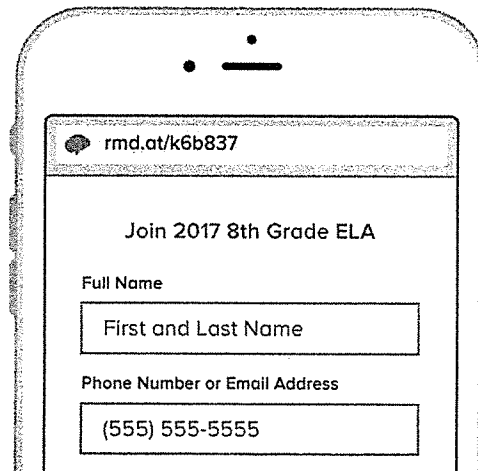 rmd.at/k6b837
Join 2017 8th Grade ELA
Full Name
First and Last Name
Phone Number or Email Address
(555) 555-5555